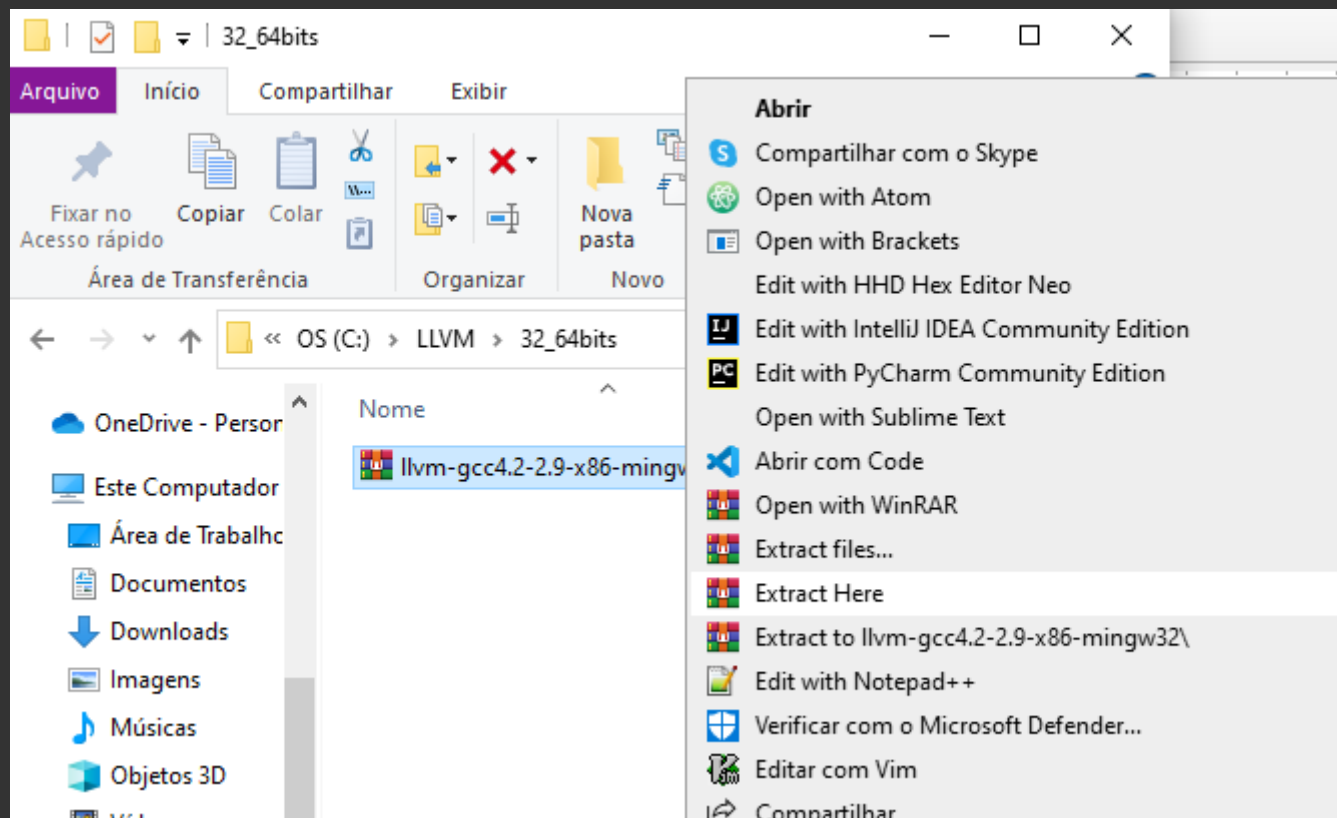 32_64bits
Arquivo Início Compartilhar Exibir
Fixar no
Acesso rápido
Copiar
Colar
Nova
pasta
Área de Transferência
Organizar
Novo
« OS (C:) > LLVM > 32_64bits
OneDrive - Person
Este Computador
Área de Trabalho
Documentos
Downloads
Imagens
Músicas
Objetos 3D
Nome
llvm-gcc4.2-2.9-x86-mingw
Abrir
Compartilhar com o Skype
Open with Atom
Open with Brackets
Edit with HHD Hex Editor Neo
Edit with IntelliJ IDEA Community Edition
Edit with PyCharm Community Edition
Open with Sublime Text
Abrir com Code
Open with WinRAR
Extract files...
Extract Here
Extract to llvm-gcc4.2-2.9-x86-mingw32\
Edit with Notepad++
Verificar com o Microsoft Defender...
Editar com Vim
Compartilhar